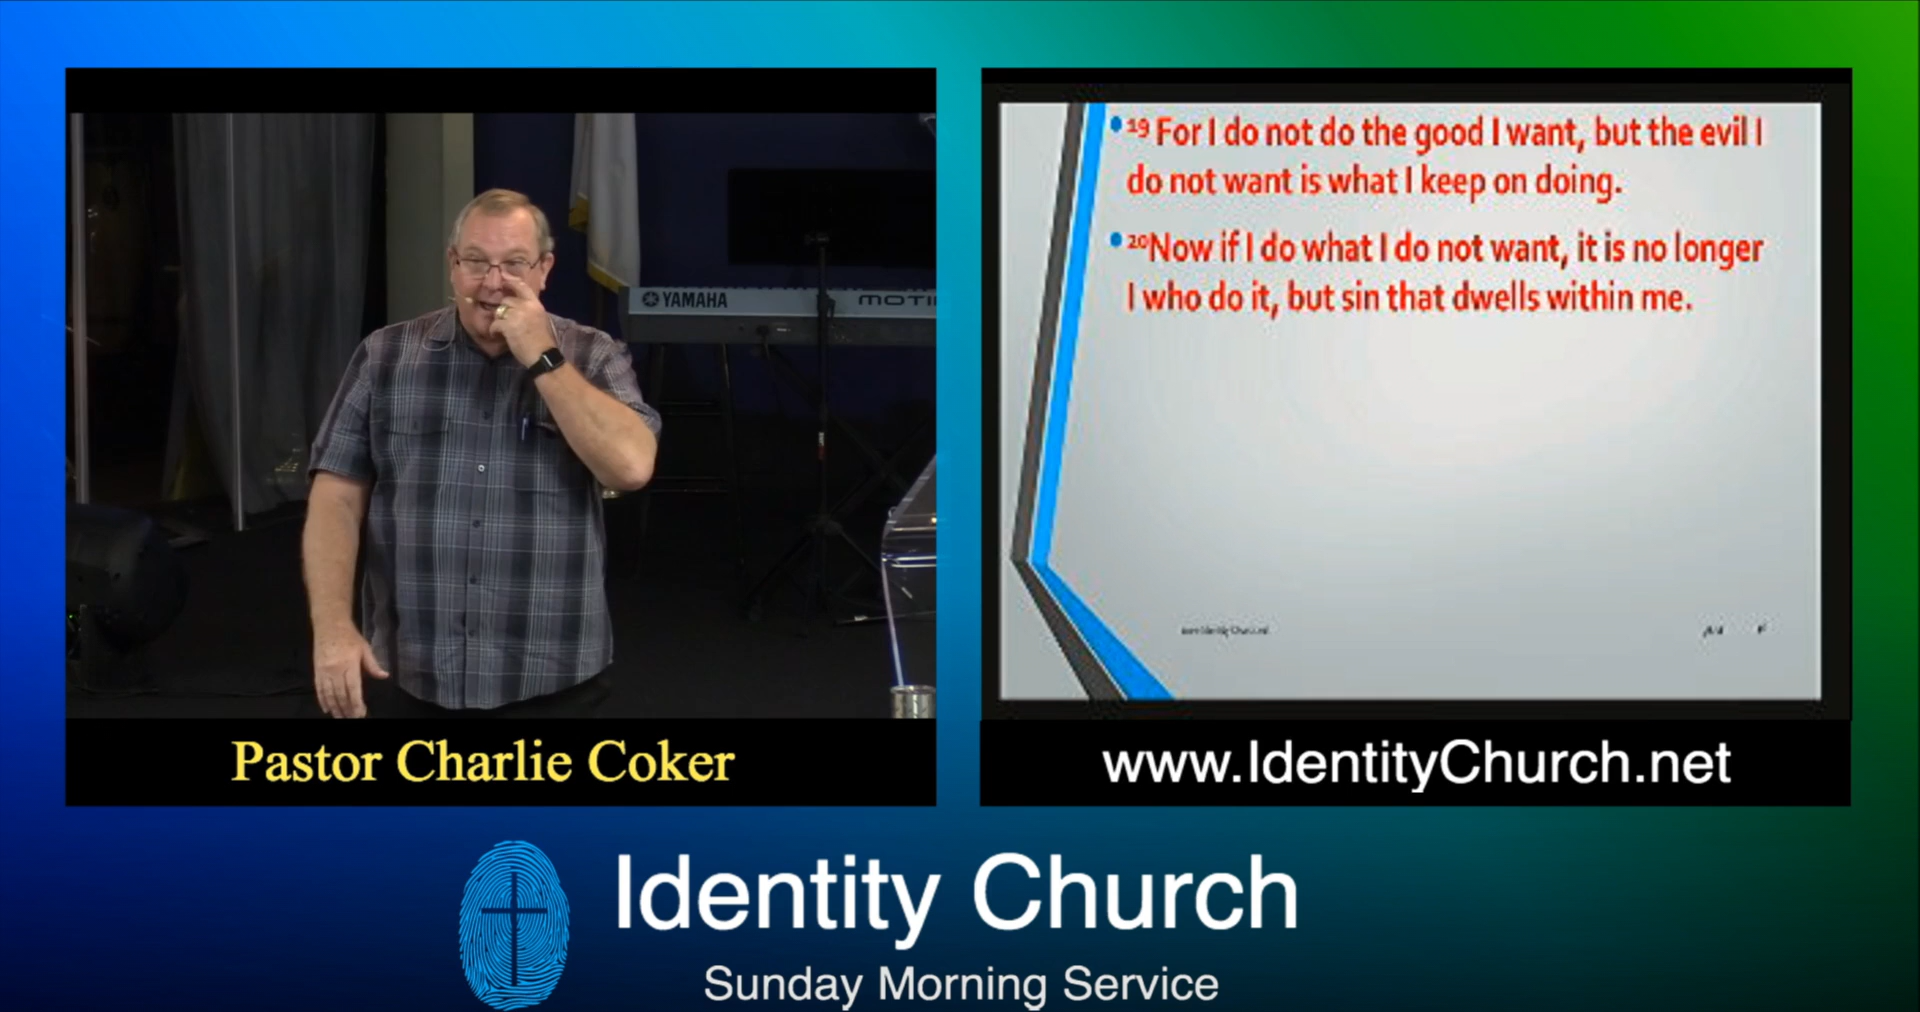 YAMAHA
MOTI
Pastor Charlie Coker
19 For I do not do the good I want, but the evil I
do not want is what I keep on doing.
20Now if I do what I do not want, it is no longer
I who do it, but sin that dwells within me.
www.IdentityChurch.net
Identity Church
Sunday Morning Service